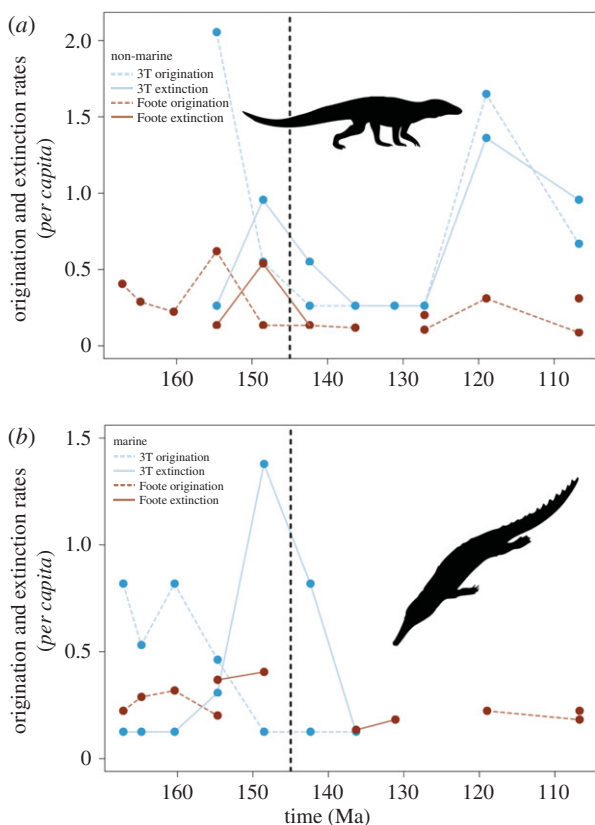 (a)
2.0
1.5
1.0
0.5
0
origination and extinction rates
(per capita)
non-marine
3T origination
3T extinction
Foote origination
Foote extinction
160 150 140 130 120 110
(b)
1.5
1.0
0.5
0
origination and extinction rates
(per capita)
marine
3T origination
3T extinction
Foote origination
Foote extinction
160 150 140 130 120 110
time (Ma)